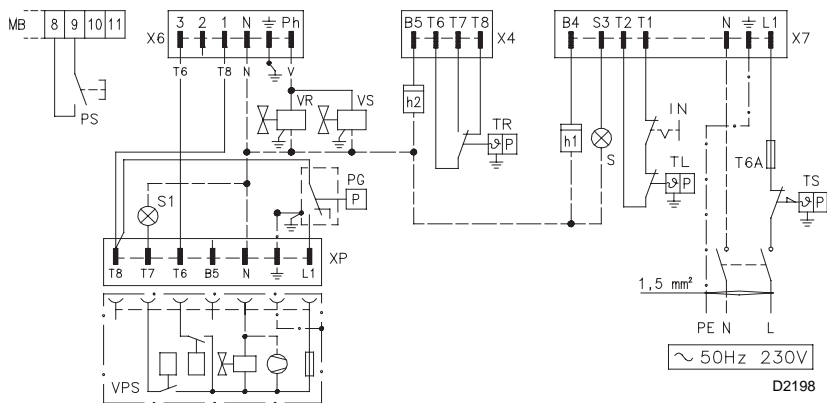 MB 8 9 10 11
PS
3 2 1 N Ph
X6
T6 T8 N V
VR VS
B5 T6 T7 T8
X4
h2
TR
ϑ P
B4 S3 T2 T1 N L1
X7
h1
S
IN
TL
ϑ P
T6A
TS
ϑ P
PG
P
S1
XP
T8 T7 T6 B5 N L1
VPS
1,5 mm²
PE N L
~ 50Hz 230V
D2198